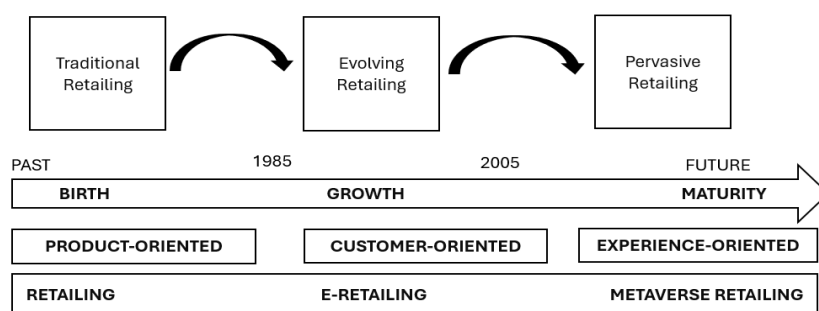 Traditional
Retailing
Evolving
Retailing
Pervasive
Retailing
PAST
1985
2005
FUTURE
BIRTH
GROWTH
MATURITY
PRODUCT-ORIENTED
CUSTOMER-ORIENTED
EXPERIENCE-ORIENTED
RETAILING
E-RETAILING
METAVERSE RETAILING